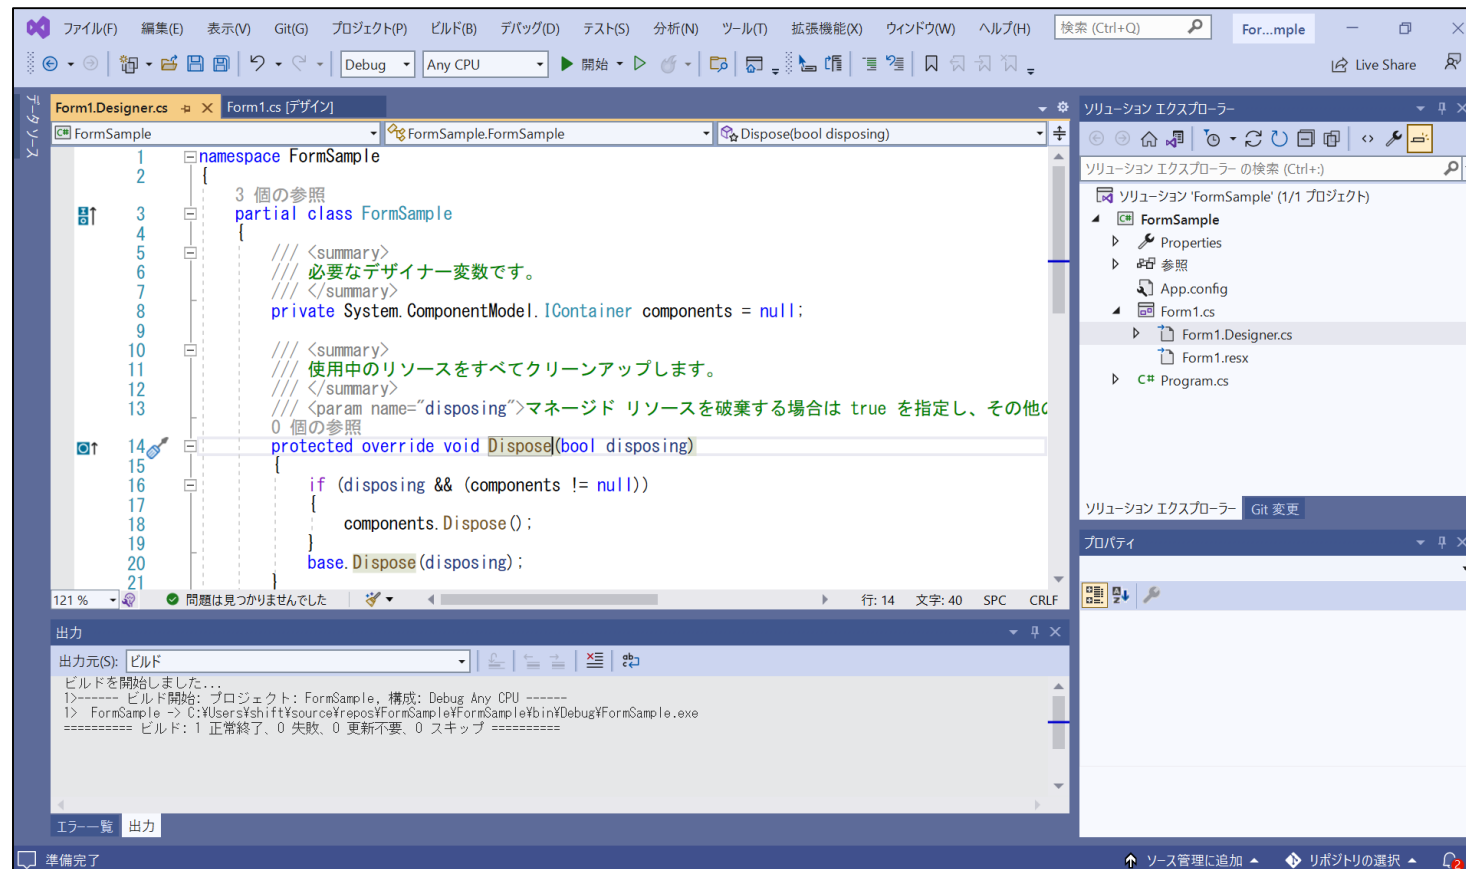 ファイル(F) 編集(E) 表示(V) Git(G) プロジェクト(P) ビルド(B) デバッグ(D) テスト(S) 分析(N) ツール(T) 拡張機能(X) ウィンドウ(W) ヘルプ(H) 検索 (Ctrl+Q) For...mple
Debug Any CPU 開始 Live Share
データ ソース
Form1.Designer.cs Form1.cs [デザイン]
FormSample FormSample.FormSample Dispose(bool disposing)
1 namespace FormSample
2 {
3 個の参照
3 partial class FormSample
4 {
5 /// <summary>
6 /// 必要なデザイナー変数です。
7 /// </summary>
8 private System.ComponentModel.IContainer components = null;
9
10 /// <summary>
11 /// 使用中のリソースをすべてクリーンアップします。
12 /// </summary>
13 /// <param name="disposing">マネージド リソースを破棄する場合は true を指定し、その他の
0 個の参照
14 protected override void Dispose(bool disposing)
15 {
16 if (disposing && (components != null))
17 {
18 components.Dispose();
19 }
20 base.Dispose(disposing);
21 }
121 % 問題は見つかりませんでした 行: 14 文字: 40 SPC CRLF
出力
出力元(S): ビルド
ビルドを開始しました...
1>------ ビルド開始: プロジェクト: FormSample, 構成: Debug Any CPU ------
1> FormSample -> C:¥Users¥shift¥source¥repos¥FormSample¥FormSample¥bin¥Debug¥FormSample.exe
========== ビルド: 1 正常終了、0 失敗、0 更新不要、0 スキップ ==========
エラー一覧 出力
ソリューション エクスプローラー
ソリューション エクスプローラー の検索 (Ctrl+:)
ソリューション 'FormSample' (1/1 プロジェクト)
C# FormSample
Properties
参照
App.config
Form1.cs
Form1.Designer.cs
Form1.resx
C# Program.cs
ソリューション エクスプローラー Git 変更
プロパティ
準備完了 ソース管理に追加 リポジトリの選択 2